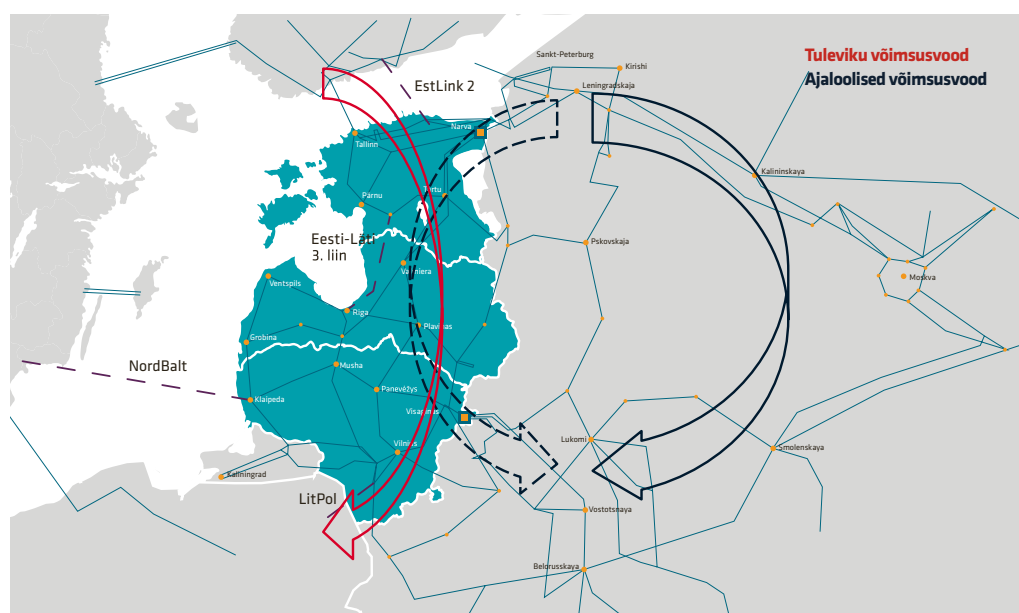 Tuleviku võimsusvood
Ajaloolised võimsusvood
Sankt-Peterburg
Kirishi
EstLink 2
Leningradskaja
Narva
Tallinn
Kalininskaya
Pärnu
Tartu
Eesti-Läti
3. liin
Pskovskaja
Valmiera
Moskva
Ventspils
Rīga
Plavinas
Grobina
NordBalt
Musha
Panevėžys
Klaipeda
Visaginas
Vilnius
Lukomi
Smolenskaya
Kaliningrad
LitPol
Vostotsnaya
Belorusskaya